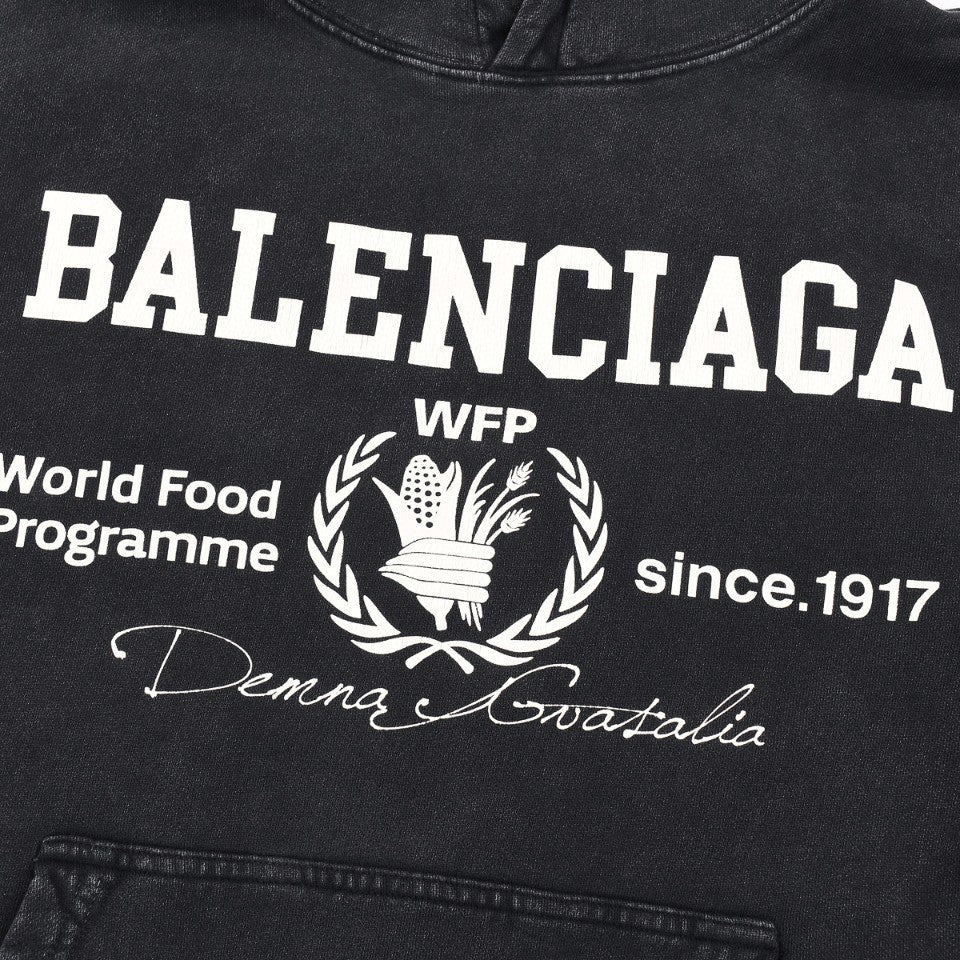 BALENCIAGA
WFP
World Food
Programme
since.1917
Demna Gvasalia